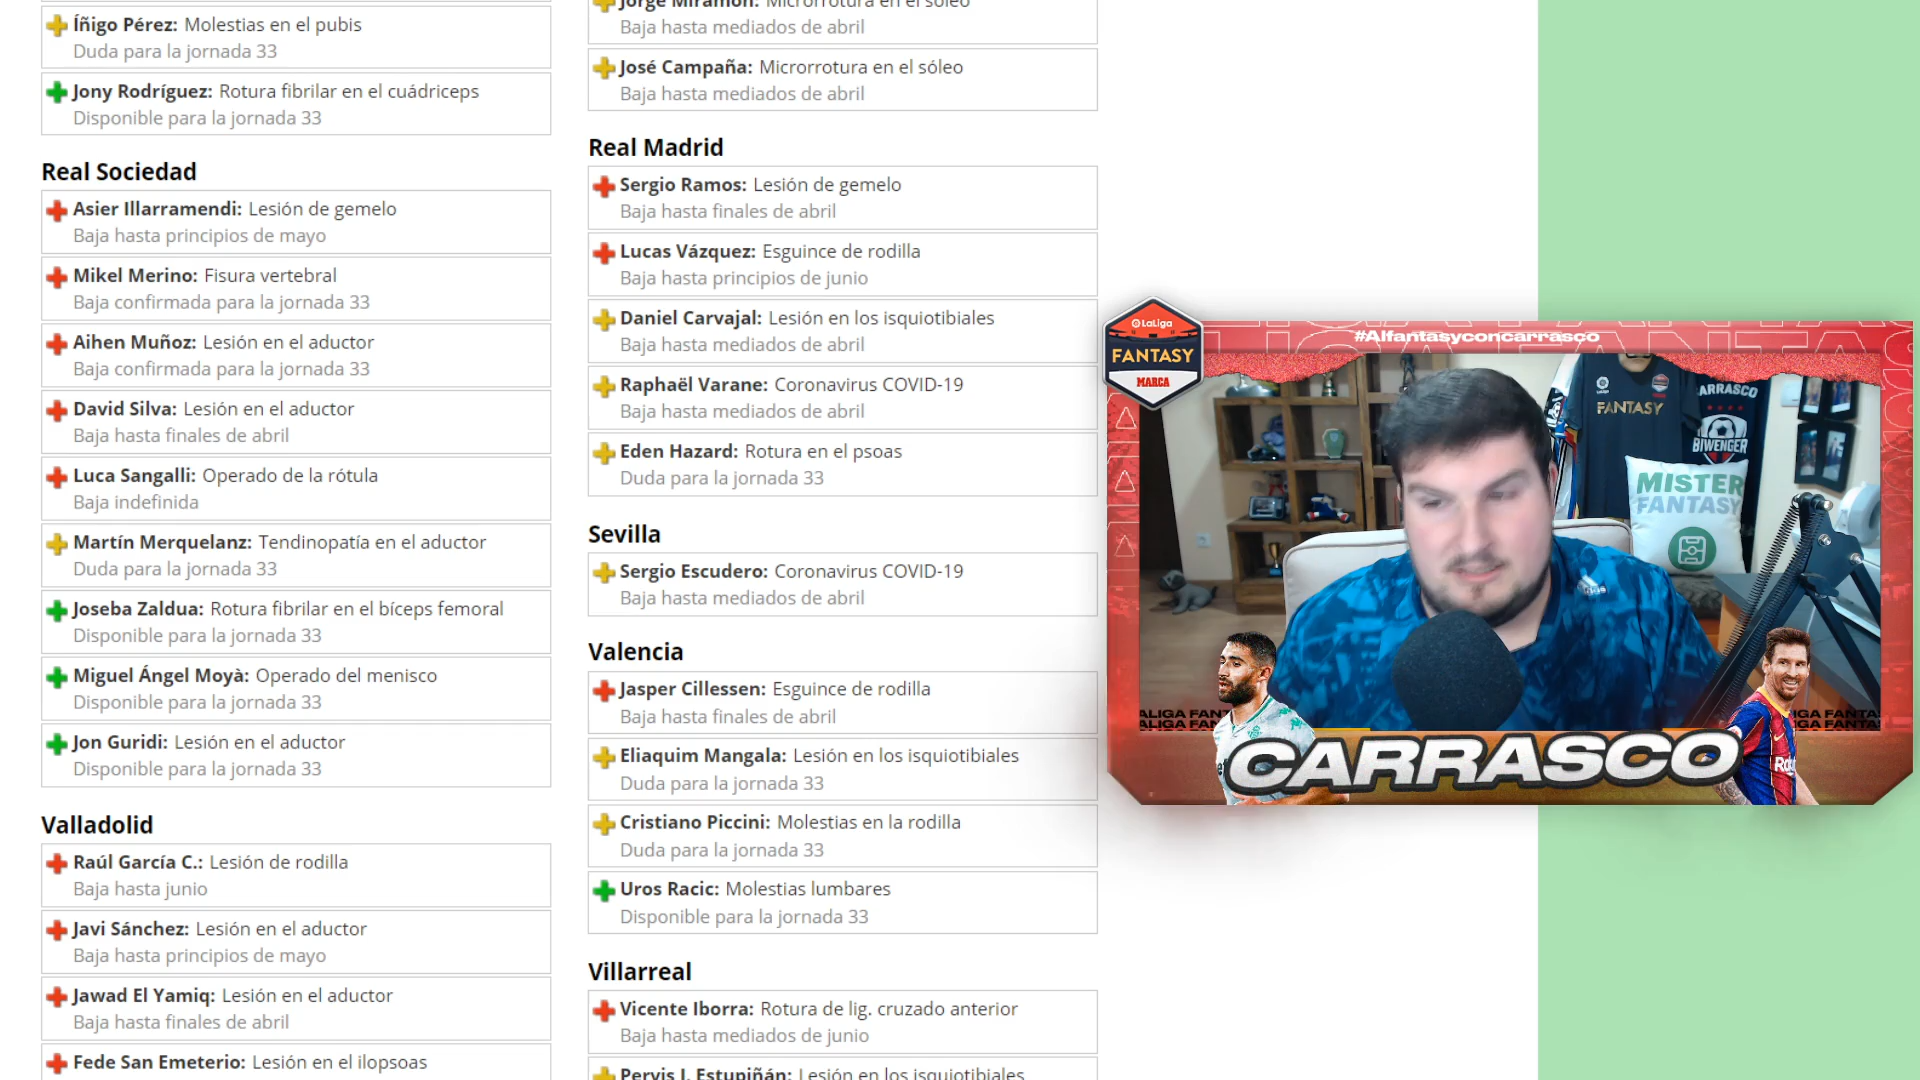 Íñigo Pérez: Molestias en el pubis
Duda para la jornada 33
Jony Rodríguez: Rotura fibrilar en el cuádriceps
Disponible para la jornada 33
Real Sociedad
Asier Illarramendi: Lesión de gemelo
Baja hasta principios de mayo
Mikel Merino: Fisura vertebral
Baja confirmada para la jornada 33
Aihen Muñoz: Lesión en el aductor
Baja confirmada para la jornada 33
David Silva: Lesión en el aductor
Baja hasta finales de abril
Luca Sangalli: Operado de la rótula
Baja indefinida
Martín Merquelanz: Tendinopatía en el aductor
Duda para la jornada 33
Joseba Zaldua: Rotura fibrilar en el bíceps femoral
Disponible para la jornada 33
Miguel Ángel Moyà: Operado del menisco
Disponible para la jornada 33
Jon Guridi: Lesión en el aductor
Disponible para la jornada 33
Valladolid
Raúl García C.: Lesión de rodilla
Baja hasta junio
Javi Sánchez: Lesión en el aductor
Baja hasta principios de mayo
Jawad El Yamiq: Lesión en el aductor
Baja hasta finales de abril
Fede San Emeterio: Lesión en el ilopsoas
Jorge Miramón: Microrrotura en el sóleo
Baja hasta mediados de abril
José Campaña: Microrrotura en el sóleo
Baja hasta mediados de abril
Real Madrid
Sergio Ramos: Lesión de gemelo
Baja hasta finales de abril
Lucas Vázquez: Esguince de rodilla
Baja hasta principios de junio
Daniel Carvajal: Lesión en los isquiotibiales
Baja hasta mediados de abril
Raphaël Varane: Coronavirus COVID-19
Baja hasta mediados de abril
Eden Hazard: Rotura en el psoas
Duda para la jornada 33
Sevilla
Sergio Escudero: Coronavirus COVID-19
Baja hasta mediados de abril
Valencia
Jasper Cillessen: Esguince de rodilla
Baja hasta finales de abril
Eliaquim Mangala: Lesión en los isquiotibiales
Duda para la jornada 33
Cristiano Piccini: Molestias en la rodilla
Duda para la jornada 33
Uros Racic: Molestias lumbares
Disponible para la jornada 33
Villarreal
Vicente Iborra: Rotura de lig. cruzado anterior
Baja hasta mediados de junio
Pervis J. Estupiñán: Lesión en los isquiotibiales
#Alfantasyconcarrasco
LaLiga
FANTASY
MARCA
FANTASY
CARRASCO
BIWENGER
MISTER
FANTASY
CARRASCO